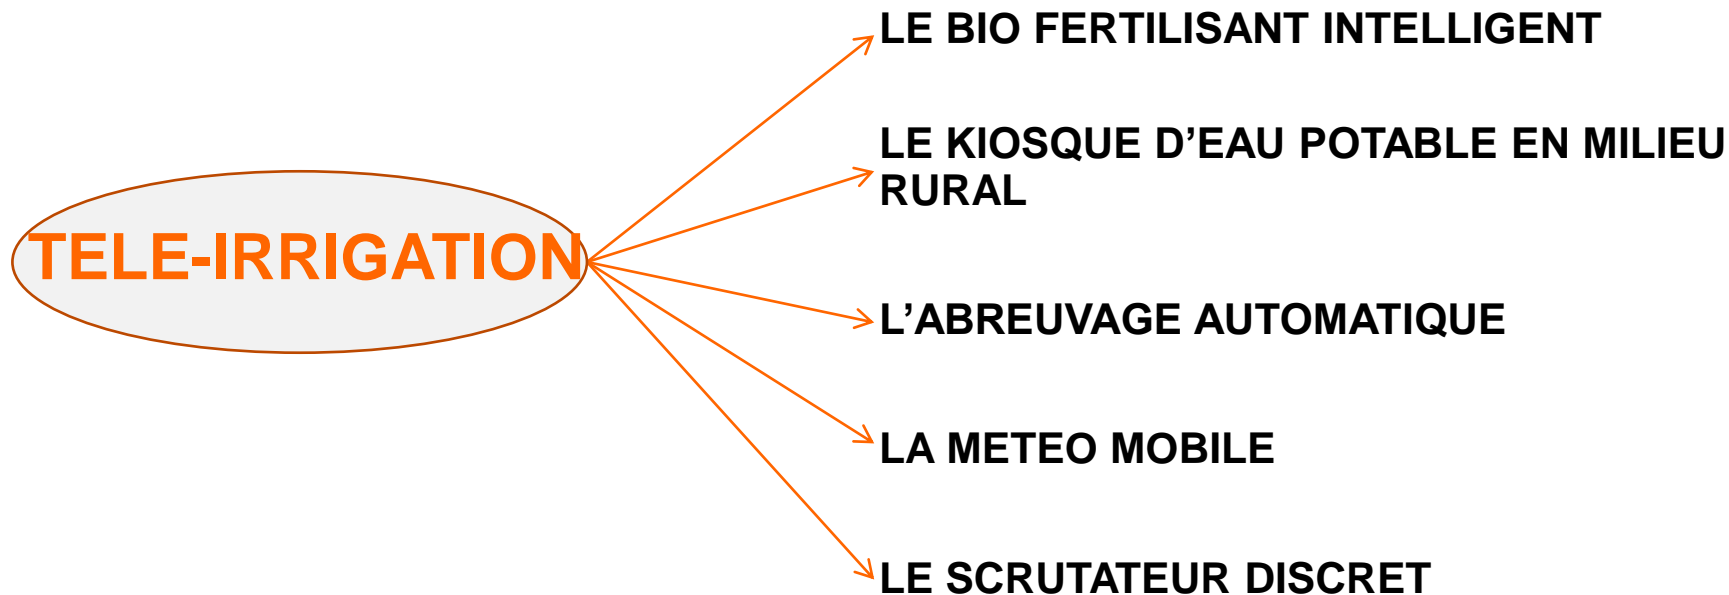 LE BIO FERTILISANT INTELLIGENT
LE KIOSQUE D’EAU POTABLE EN MILIEU
RURAL
TELE-IRRIGATION
L’ABREUVAGE AUTOMATIQUE
LA METEO MOBILE
LE SCRUTATEUR DISCRET